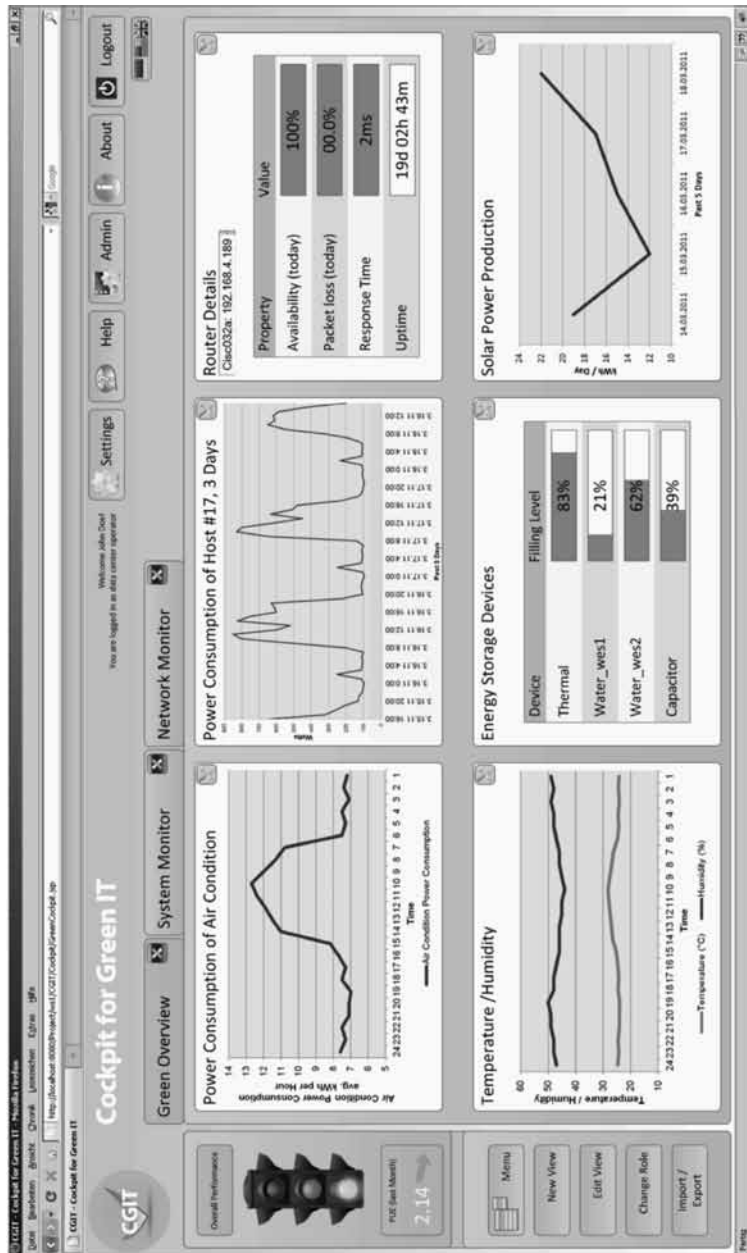 CGIT - Cockpit for Green IT - Mozilla Firefox
Datei Bearbeiten Ansicht Chronik Lesezeichen Extras Hilfe
Google
CGIT - Cockpit for Green IT
CGIT
Cockpit for Green IT
Welcome John Doe!
You are logged in as data center operator
Settings
Help
Admin
About
Logout
Green Overview
System Monitor
Network Monitor
Overall Performance
PUE (last Month)
2,14
Menu
New View
Edit View
Change Role
Import /
Export
Power Consumption of Air Condition
Air Condition Power Consumption
avg. kWh per Hour
14
13
12
11
10
9
8
7
6
5
24 23 22 21 20 19 18 17 16 15 14 13 12 11 10 9 8 7 6 5 4 3 2 1
Time
Air Condition Power Consumption
Power Consumption of Host #17, 3 Days
Watts
Past 5 Days
Router Details
Cisco32a: 192.168.4.189
Property Value
Availability (today) 100%
Packet loss (today) 00.0%
Response Time 2ms
Uptime 19d 02h 43m
Temperature /Humidity
Temperature / Humidity
60
50
40
30
20
10
24 23 22 21 20 19 18 17 16 15 14 13 12 11 10 9 8 7 6 5 4 3 2 1
Time
Temperature (°C) Humidity (%)
Energy Storage Devices
Device Filling Level
Thermal 83%
Water_wes1 21%
Water_wes2 62%
Capacitor 39%
Solar Power Production
kWh / Day
24
22
20
18
16
14
12
10
14.03.2011 15.03.2011 16.03.2011 17.03.2011 18.03.2011
Past 5 Days
Fertig